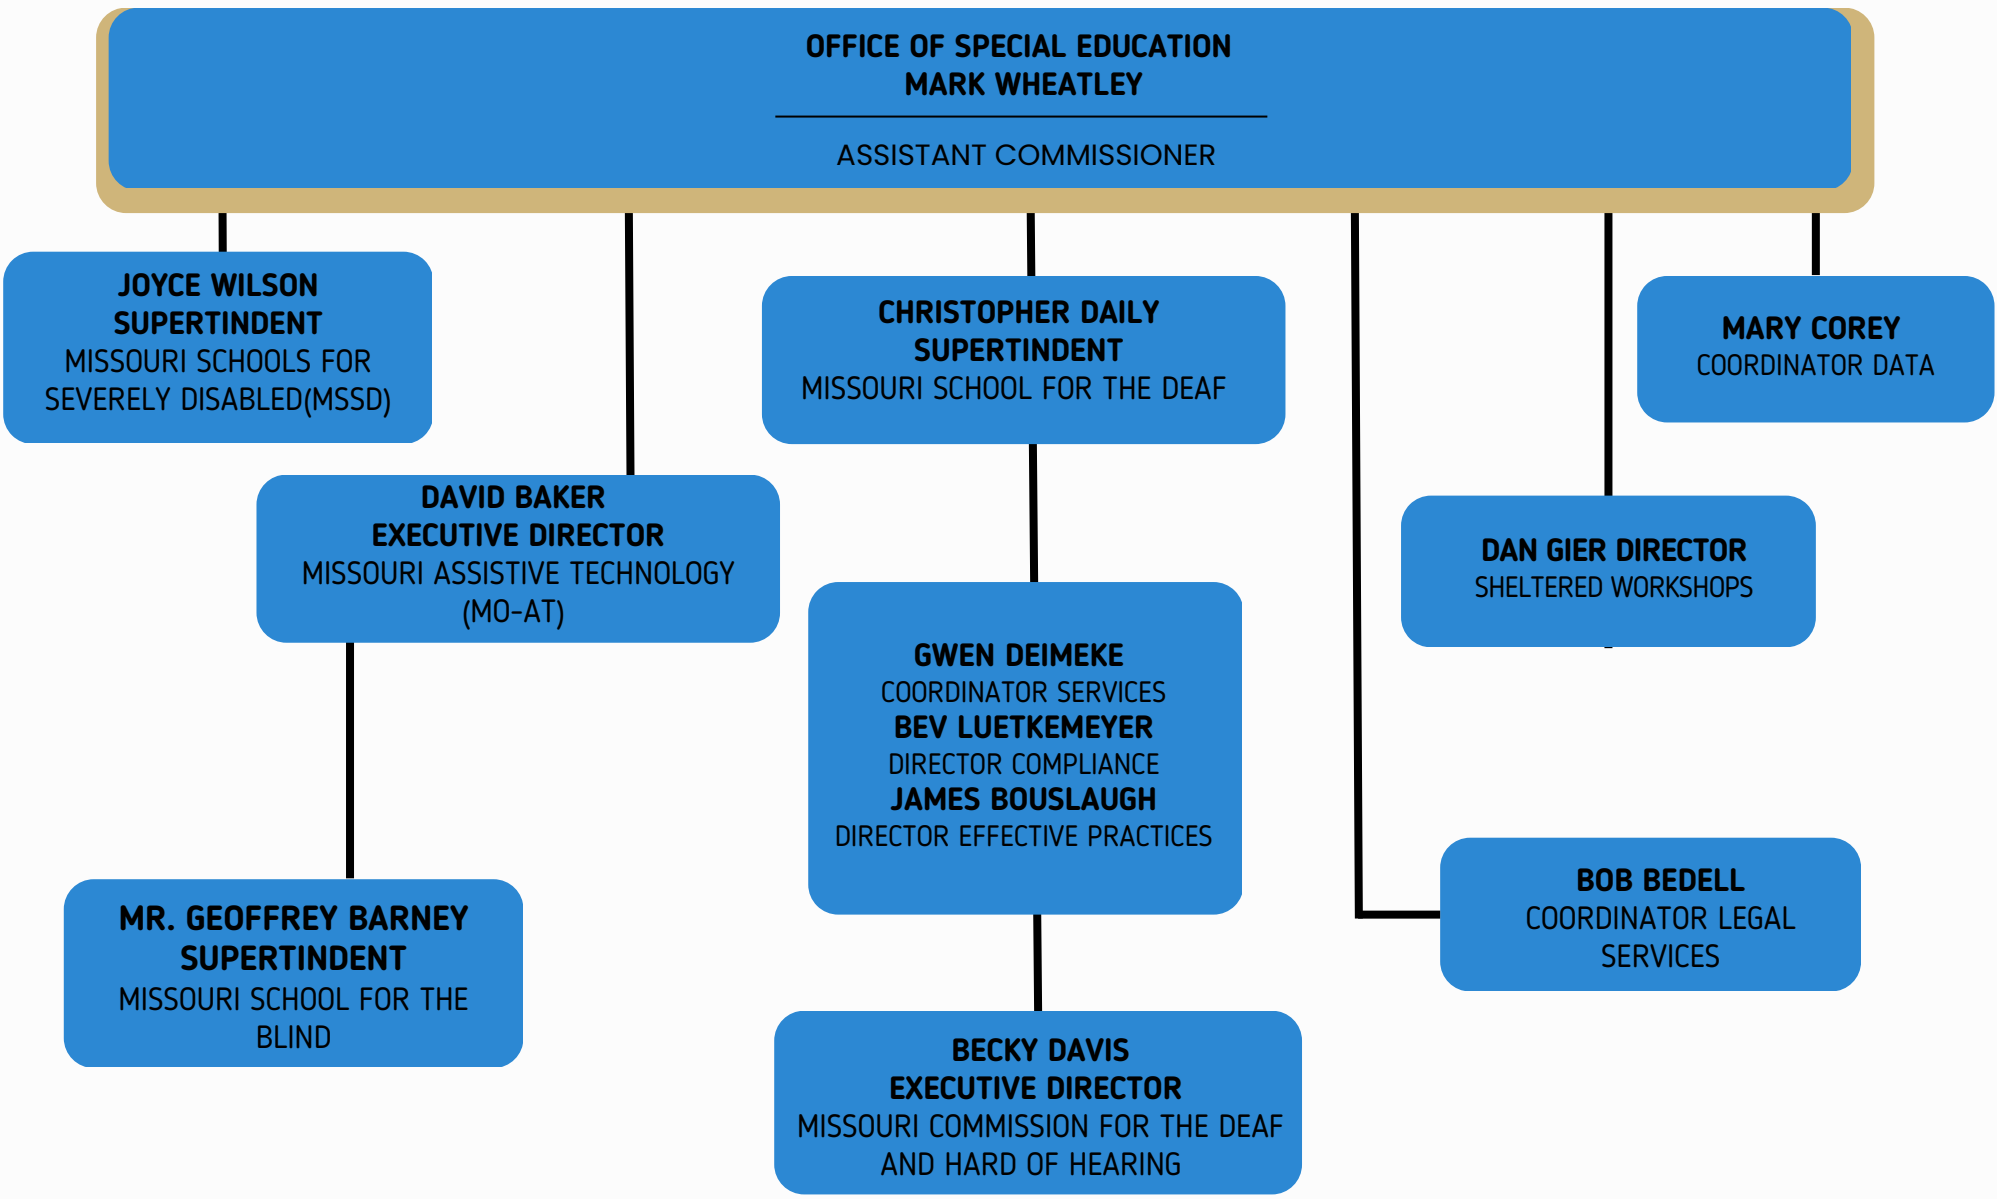 OFFICE OF SPECIAL EDUCATION
MARK WHEATLEY
ASSISTANT COMMISSIONER
JOYCE WILSON
SUPERTINDENT
MISSOURI SCHOOLS FOR
SEVERELY DISABLED(MSSD)
CHRISTOPHER DAILY
SUPERTINDENT
MISSOURI SCHOOL FOR THE DEAF
MARY COREY
COORDINATOR DATA
DAVID BAKER
EXECUTIVE DIRECTOR
MISSOURI ASSISTIVE TECHNOLOGY
(MO-AT)
DAN GIER DIRECTOR
SHELTERED WORKSHOPS
GWEN DEIMEKE
COORDINATOR SERVICES
BEV LUETKEMEYER
DIRECTOR COMPLIANCE
JAMES BOUSLAUGH
DIRECTOR EFFECTIVE PRACTICES
BOB BEDELL
COORDINATOR LEGAL
SERVICES
MR. GEOFFREY BARNEY
SUPERTINDENT
MISSOURI SCHOOL FOR THE
BLIND
BECKY DAVIS
EXECUTIVE DIRECTOR
MISSOURI COMMISSION FOR THE DEAF
AND HARD OF HEARING